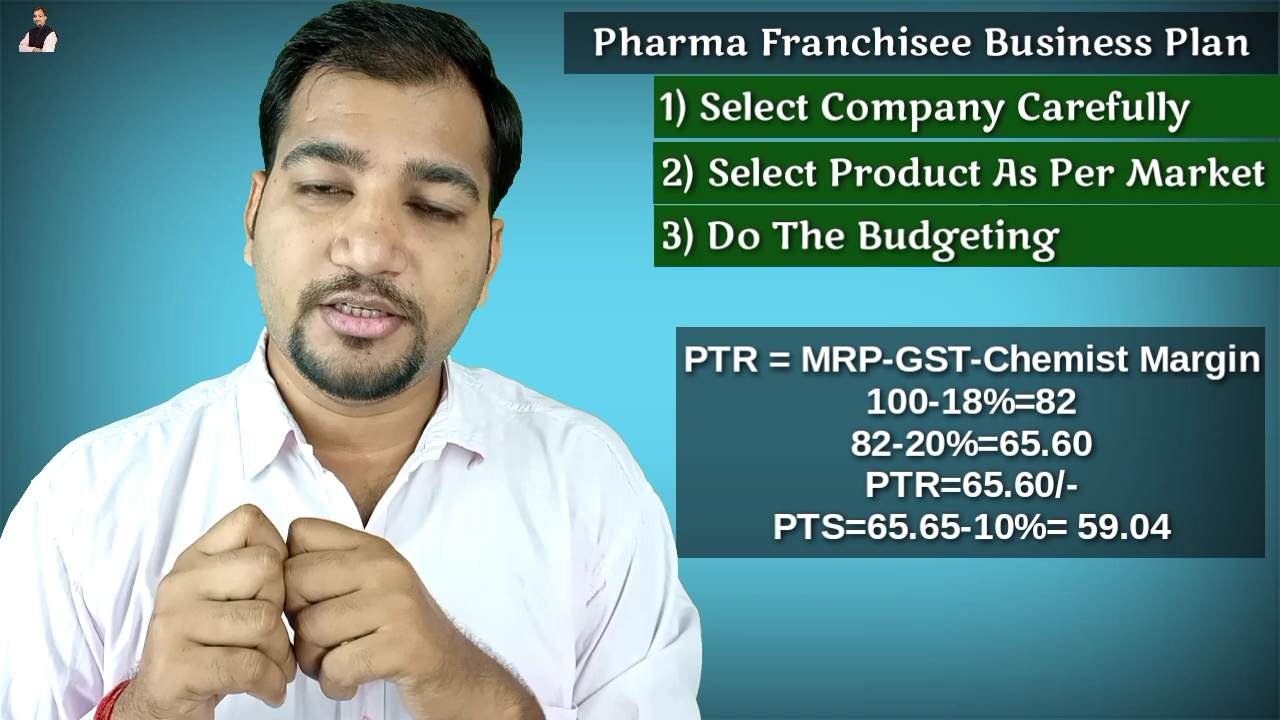 Pharma Franchisee Business Plan
1) Select Company Carefully
2) Select Product As Per Market
3) Do The Budgeting
PTR = MRP-GST-Chemist Margin
100-18%=82
82-20%=65.60
PTR=65.60/-
PTS=65.65-10%= 59.04